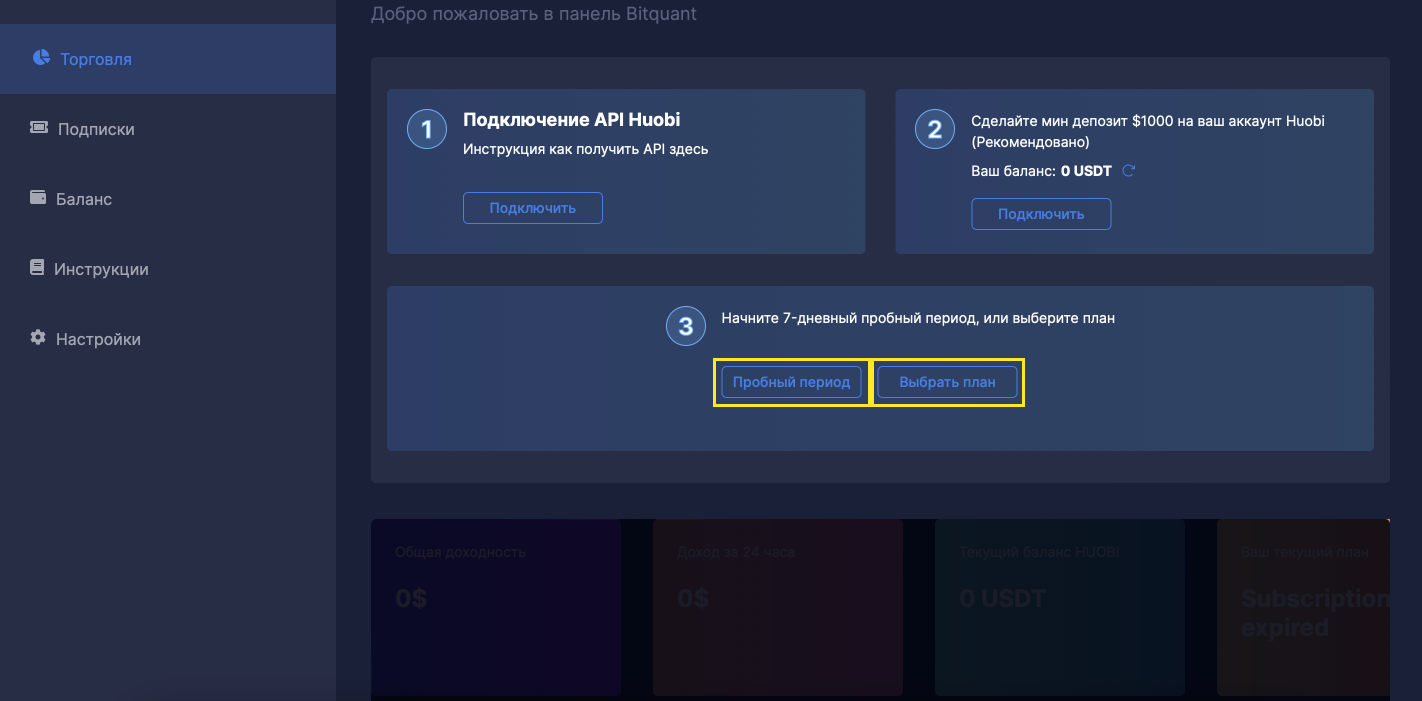 Добро пожаловать в панель Bitquant
Торговля
Подписки
Баланс
Инструкции
Настройки
1
Подключение API Huobi
Инструкция как получить API здесь
Подключить
2
Сделайте мин депозит $1000 на ваш аккаунт Huobi
(Рекомендовано)
Ваш баланс: 0 USDT
Подключить
3
Начните 7-дневный пробный период, или выберите план
Пробный период
Выбрать план
Общая доходность
0$
Доход за 24 часа
0$
Текущий баланс HUOBI
0 USDT
Ваш текущий план
Subscription
expired